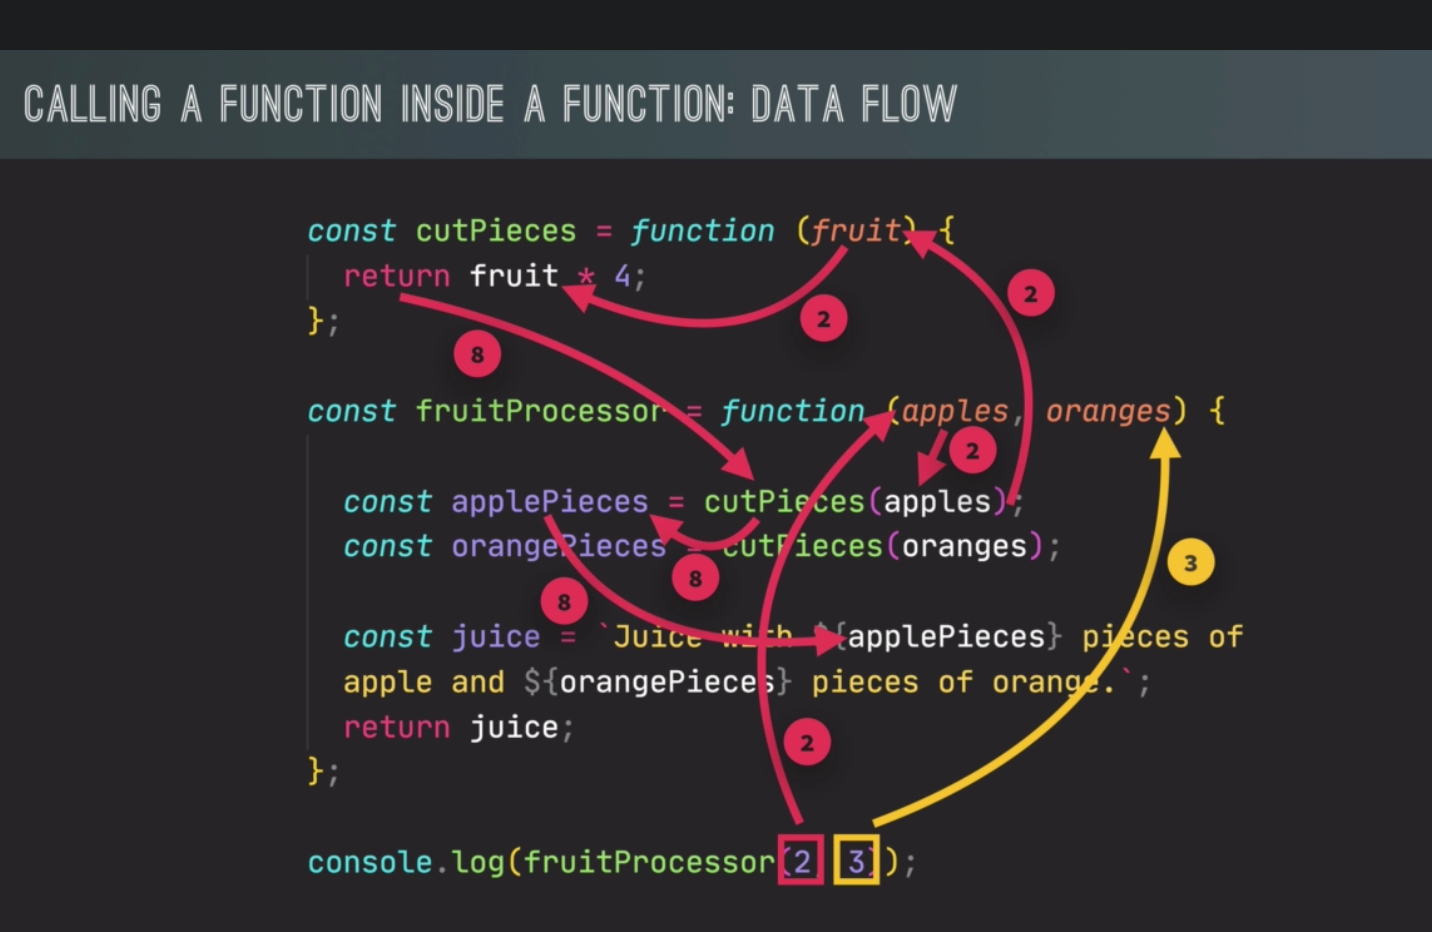 CALLING A FUNCTION INSIDE A FUNCTION: DATA FLOW
const cutPieces = function (fruit) {
return fruit * 4;
};
2
2
8
const fruitProcessor = function (apples, oranges) {
2
const applePieces = cutPieces(apples);
const orangePieces = cutPieces(oranges);
3
8
8
const juice = `Juice with ${applePieces} pieces of
apple and ${orangePieces} pieces of orange.`;
return juice;
2
};
console.log(fruitProcessor(2 3));